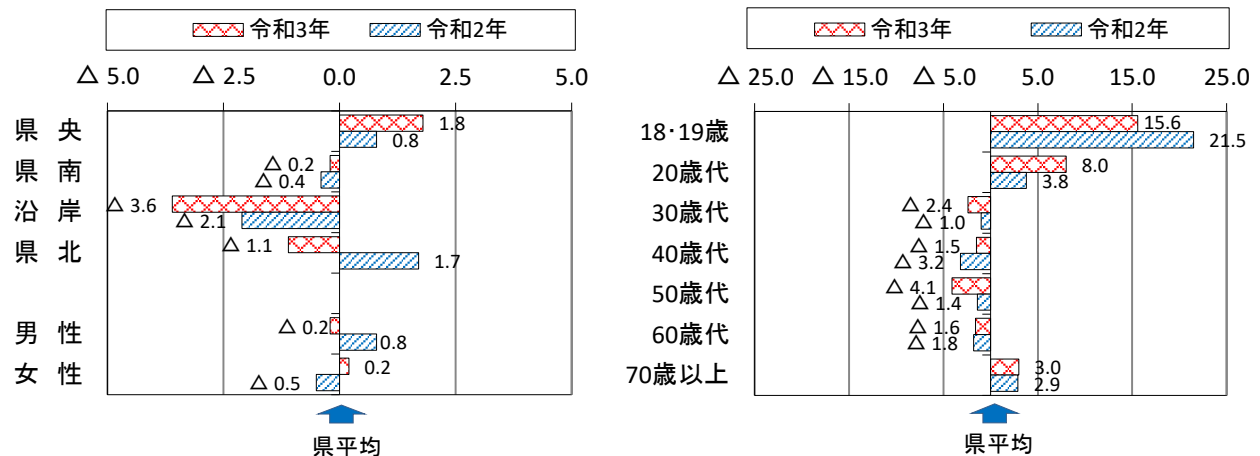 令和3年 令和2年
△ 5.0 △ 2.5 0.0 2.5 5.0
県 央 1.8
0.8
県 南 △ 0.2
△ 0.4
沿 岸 △ 3.6
△ 2.1
県 北 △ 1.1
1.7
男 性 △ 0.2
0.8
女 性 0.2
△ 0.5
県平均
令和3年 令和2年
△ 25.0 △ 15.0 △ 5.0 5.0 15.0 25.0
18・19歳 15.6
21.5
20歳代 8.0
3.8
30歳代 △ 2.4
△ 1.0
40歳代 △ 1.5
△ 3.2
50歳代 △ 4.1
△ 1.4
60歳代 △ 1.6
△ 1.8
70歳以上 3.0
2.9
県平均